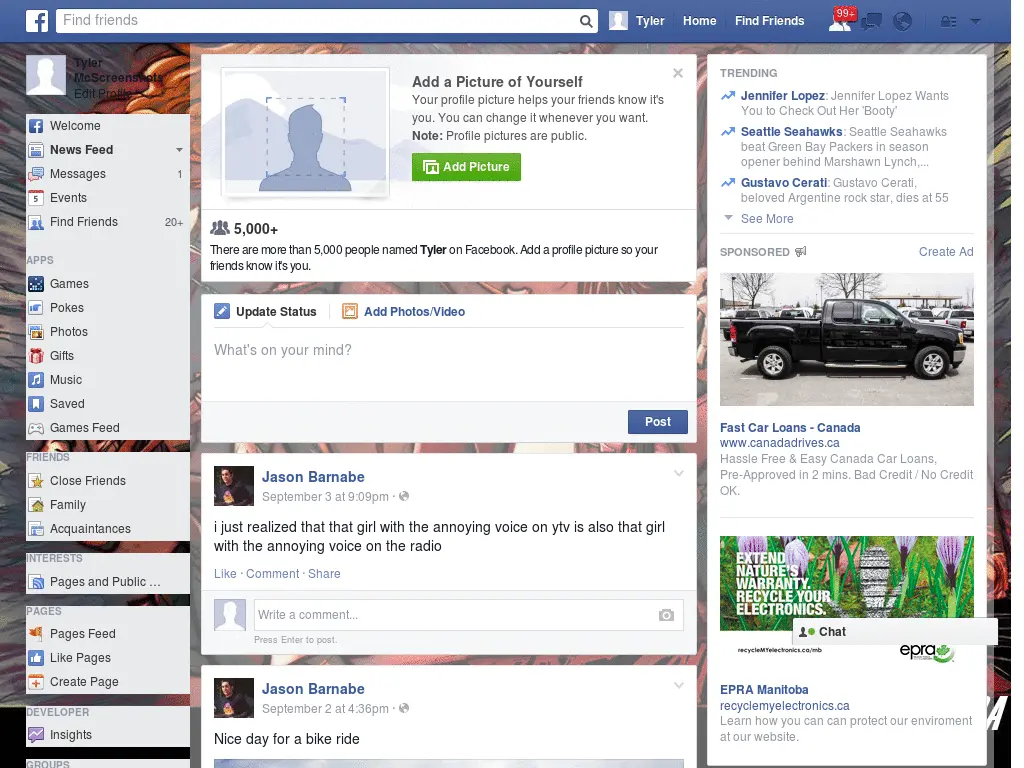 Find friends
Tyler
Home
Find Friends
99+
Tyler
McScreenshots
Edit Profile
Welcome
News Feed
Messages 1
5 Events
Find Friends 20+
APPS
Games
Pokes
Photos
Gifts
Music
Saved
Games Feed
FRIENDS
Close Friends
Family
Acquaintances
INTERESTS
Pages and Public ...
PAGES
Pages Feed
Like Pages
Create Page
DEVELOPER
Insights
GROUPS
Add a Picture of Yourself
Your profile picture helps your friends know it's
you. You can change it whenever you want.
Note: Profile pictures are public.
Add Picture
5,000+
There are more than 5,000 people named Tyler on Facebook. Add a profile picture so your
friends know it's you.
Update Status
Add Photos/Video
What's on your mind?
Post
Jason Barnabe
September 3 at 9:09pm ·
i just realized that that girl with the annoying voice on ytv is also that girl
with the annoying voice on the radio
Like · Comment · Share
Write a comment...
Press Enter to post.
Jason Barnabe
September 2 at 4:36pm ·
Nice day for a bike ride
TRENDING
Jennifer Lopez: Jennifer Lopez Wants
You to Check Out Her 'Booty'
Seattle Seahawks: Seattle Seahawks
beat Green Bay Packers in season
opener behind Marshawn Lynch,...
Gustavo Cerati: Gustavo Cerati,
beloved Argentine rock star, dies at 55
See More
SPONSORED
Create Ad
Fast Car Loans - Canada
www.canadadrives.ca
Hassle Free & Easy Canada Car Loans,
Pre-Approved in 2 mins. Bad Credit / No Credit
OK.
EXTEND
NATURE'S
WARRANTY.
RECYCLE YOUR
ELECTRONICS.
Chat
recycleMYelectronics.ca/mb
epra
EPRA Manitoba
recyclemyelectronics.ca
Learn how you can can protect our enviroment
at our website.